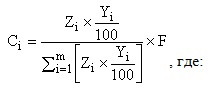 Cᵢ = (Zᵢ × Yᵢ/100) / (∑ᵢ₌₁ᵐ [Zᵢ × Yᵢ/100]) × F , где: